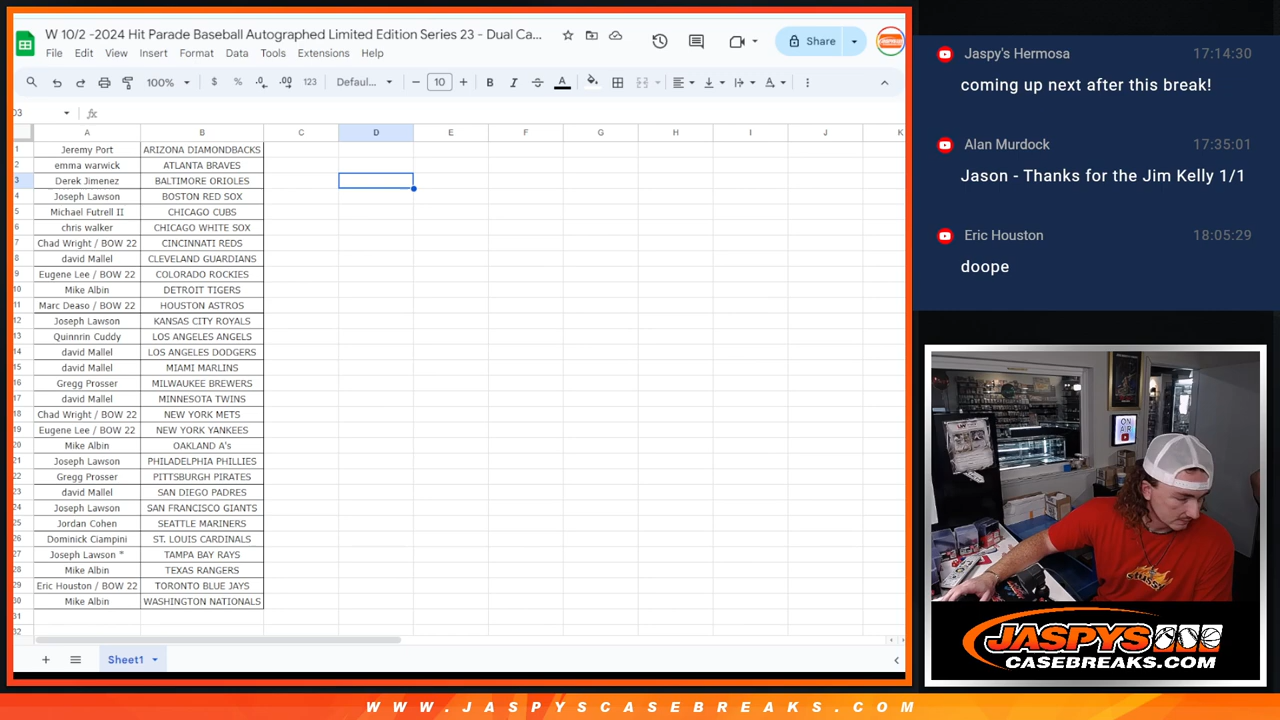 W 10/2 -2024 Hit Parade Baseball Autographed Limited Edition Series 23 - Dual Ca...
Share
File Edit View Insert Format Data Tools Extensions Help
100% $ % .0 .00 123 Defaul... 10 B I A
D3 fx
A B C D E F G H I J K
1 Jeremy Port ARIZONA DIAMONDBACKS
2 emma warwick ATLANTA BRAVES
3 Derek Jimenez BALTIMORE ORIOLES
4 Joseph Lawson BOSTON RED SOX
5 Michael Futrell II CHICAGO CUBS
6 chris walker CHICAGO WHITE SOX
7 Chad Wright / BOW 22 CINCINNATI REDS
8 david Mallel CLEVELAND GUARDIANS
9 Eugene Lee / BOW 22 COLORADO ROCKIES
10 Mike Albin DETROIT TIGERS
11 Marc Deaso / BOW 22 HOUSTON ASTROS
12 Joseph Lawson KANSAS CITY ROYALS
13 Quinnrin Cuddy LOS ANGELES ANGELS
14 david Mallel LOS ANGELES DODGERS
15 david Mallel MIAMI MARLINS
16 Gregg Prosser MILWAUKEE BREWERS
17 david Mallel MINNESOTA TWINS
18 Chad Wright / BOW 22 NEW YORK METS
19 Eugene Lee / BOW 22 NEW YORK YANKEES
20 Mike Albin OAKLAND A's
21 Joseph Lawson PHILADELPHIA PHILLIES
22 Gregg Prosser PITTSBURGH PIRATES
23 david Mallel SAN DIEGO PADRES
24 Joseph Lawson SAN FRANCISCO GIANTS
25 Jordan Cohen SEATTLE MARINERS
26 Dominick Ciampini ST. LOUIS CARDINALS
27 Joseph Lawson * TAMPA BAY RAYS
28 Mike Albin TEXAS RANGERS
29 Eric Houston / BOW 22 TORONTO BLUE JAYS
30 Mike Albin WASHINGTON NATIONALS
31
32
Sheet1
Jaspy's Hermosa 17:14:30
coming up next after this break!
Alan Murdock 17:35:01
Jason - Thanks for the Jim Kelly 1/1
Eric Houston 18:05:29
doope
ON AIR
JASPYS
CASEBREAKS.COM
WWW.JASPYSCASEBREAKS.COM